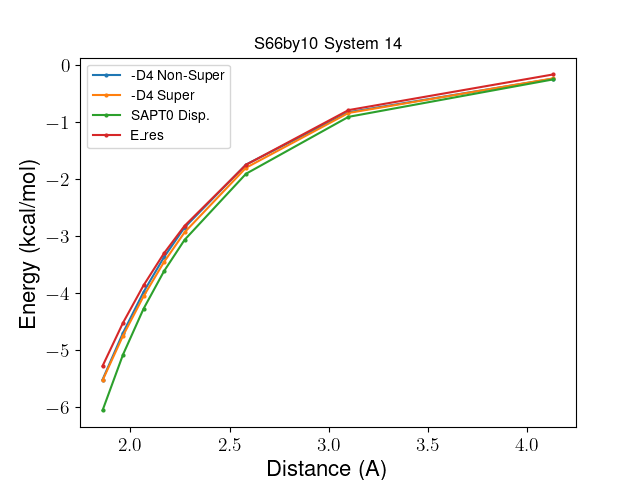 S66by10 System 14
-D4 Non-Super
-D4 Super
SAPT0 Disp.
E_res
Energy (kcal/mol)
0
−1
−2
−3
−4
−5
−6
2.0 2.5 3.0 3.5 4.0
Distance (A)